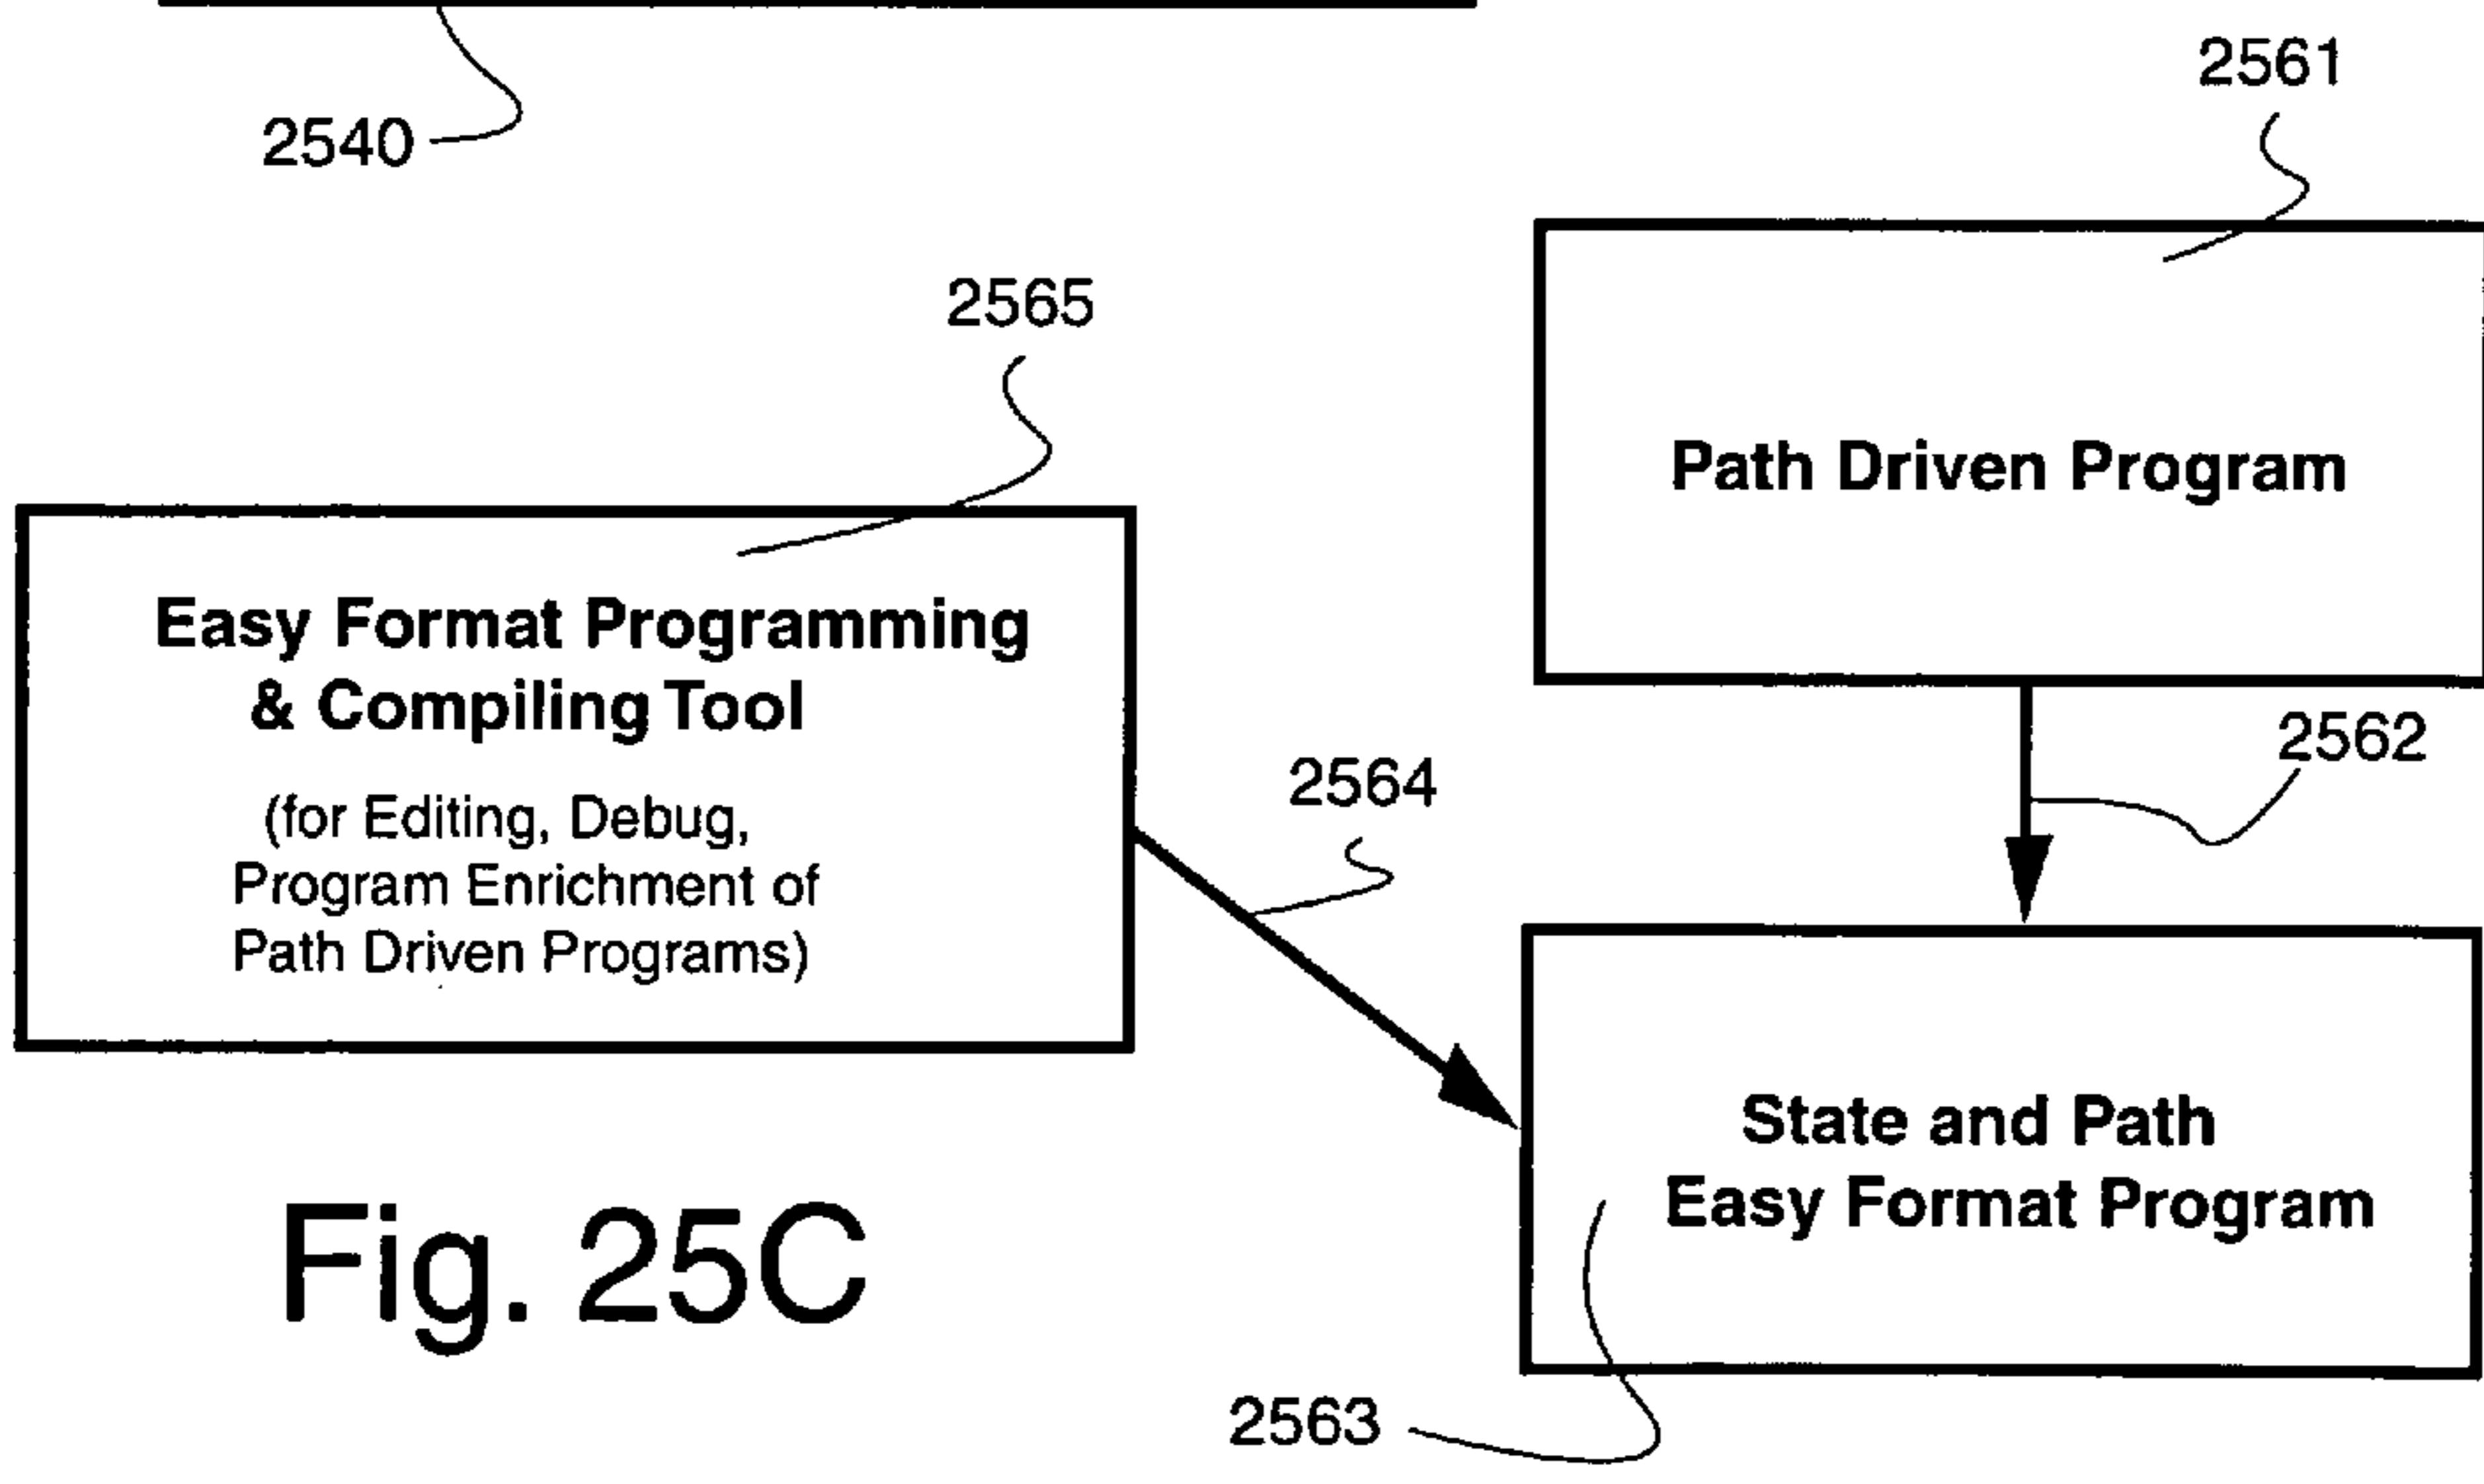 2561
2540
2565
Path Driven Program
Easy Format Programming
& Compiling Tool
(for Editing, Debug,
Program Enrichment of
Path Driven Programs)
2564
2562
State and Path
Easy Format Program
Fig. 25C
2563